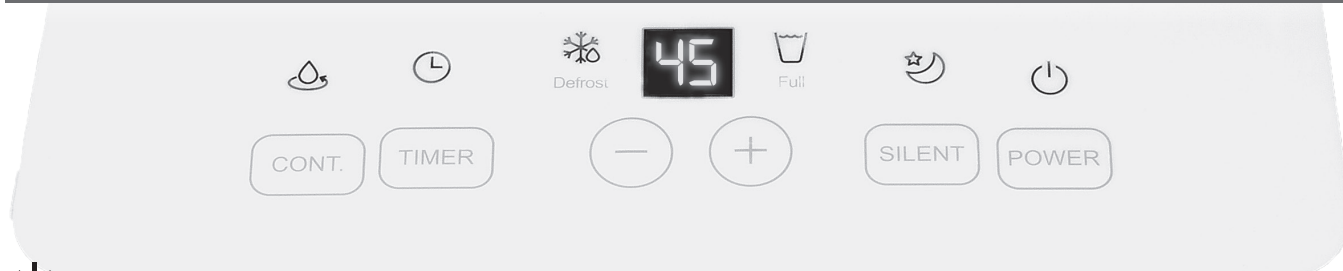 45
Defrost
Full
CONT.
TIMER
SILENT
POWER